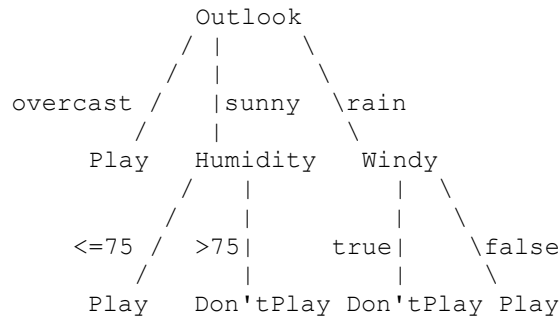 Outlook
overcast sunny rain
Play Humidity Windy
<=75 >75 true false
Play Don'tPlay Don'tPlay Play